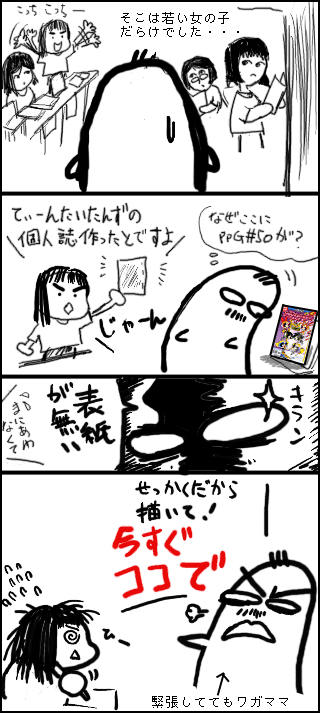 こっちこっちー
そこは若い女の子
だらけでした・・・
てぃーんたいたんずの
個人誌作ったとですよ
じゃーん
なぜここに
PPG#50が？
キラン
表紙
が
無い
まにあわ
なくて
せっかくだから
描いて！
今すぐ
ココで
ひー
緊張しててもワガママ